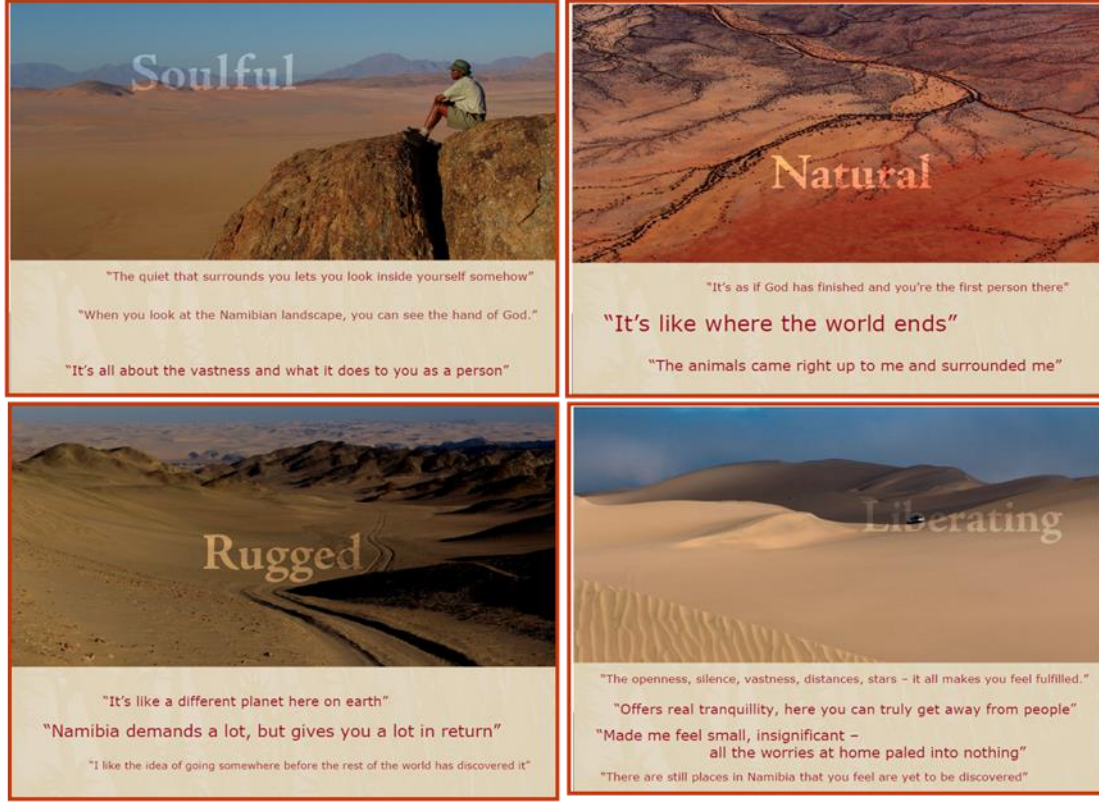 Soulful
“The quiet that surrounds you lets you look inside yourself somehow”
“When you look at the Namibian landscape, you can see the hand of God.”
“It’s all about the vastness and what it does to you as a person”
Natural
“It’s as if God has finished and you’re the first person there”
“It’s like where the world ends”
“The animals came right up to me and surrounded me”
Rugged
“It’s like a different planet here on earth”
“Namibia demands a lot, but gives you a lot in return”
“I like the idea of going somewhere before the rest of the world has discovered it”
Liberating
“The openness, silence, vastness, distances, stars – it all makes you feel fulfilled.”
“Offers real tranquillity, here you can truly get away from people”
“Made me feel small, insignificant –
all the worries at home paled into nothing”
“There are still places in Namibia that you feel are yet to be discovered”